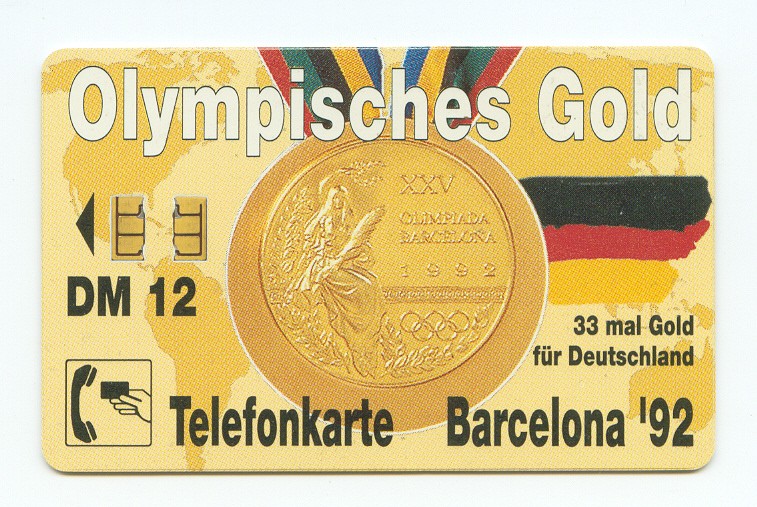 Olympisches Gold
XXV
OLIMPIADA
BARCELONA
1992
DM 12
33 mal Gold
für Deutschland
Telefonkarte Barcelona '92